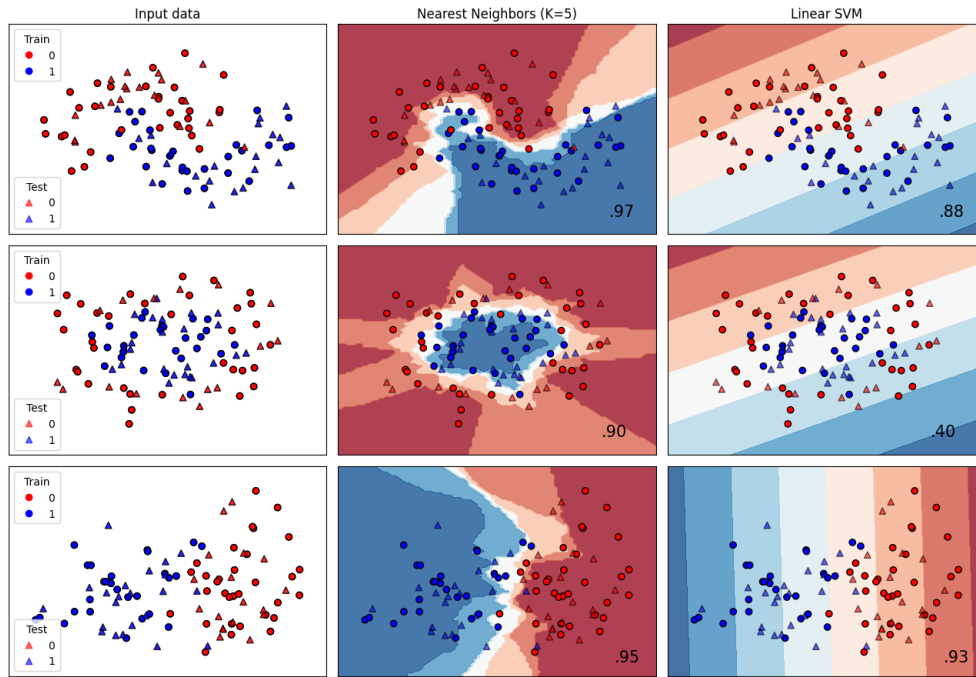 Input data
Nearest Neighbors (K=5)
Linear SVM
Train
0
1
Test
0
1
.97
.88
Train
0
1
Test
0
1
.90
.40
Train
0
1
Test
0
1
.95
.93